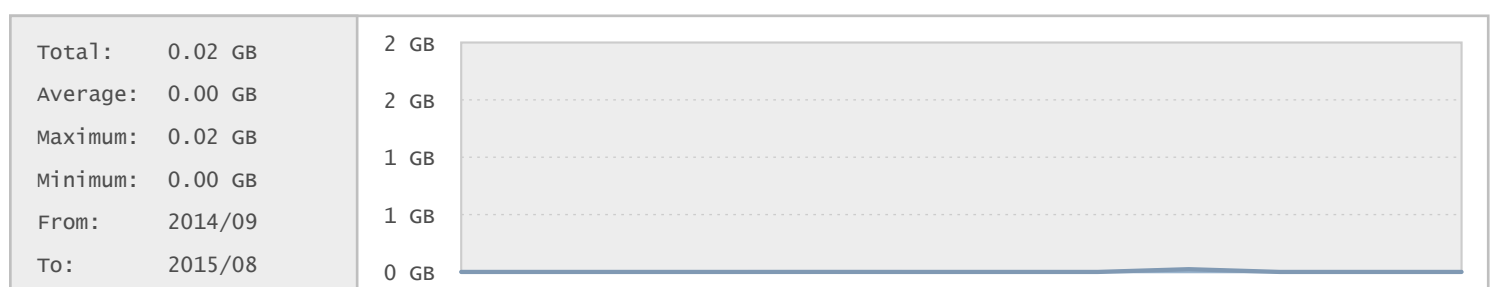 Total: 0.02 GB
Average: 0.00 GB
Maximum: 0.02 GB
Minimum: 0.00 GB
From: 2014/09
To: 2015/08
2 GB
2 GB
1 GB
1 GB
0 GB